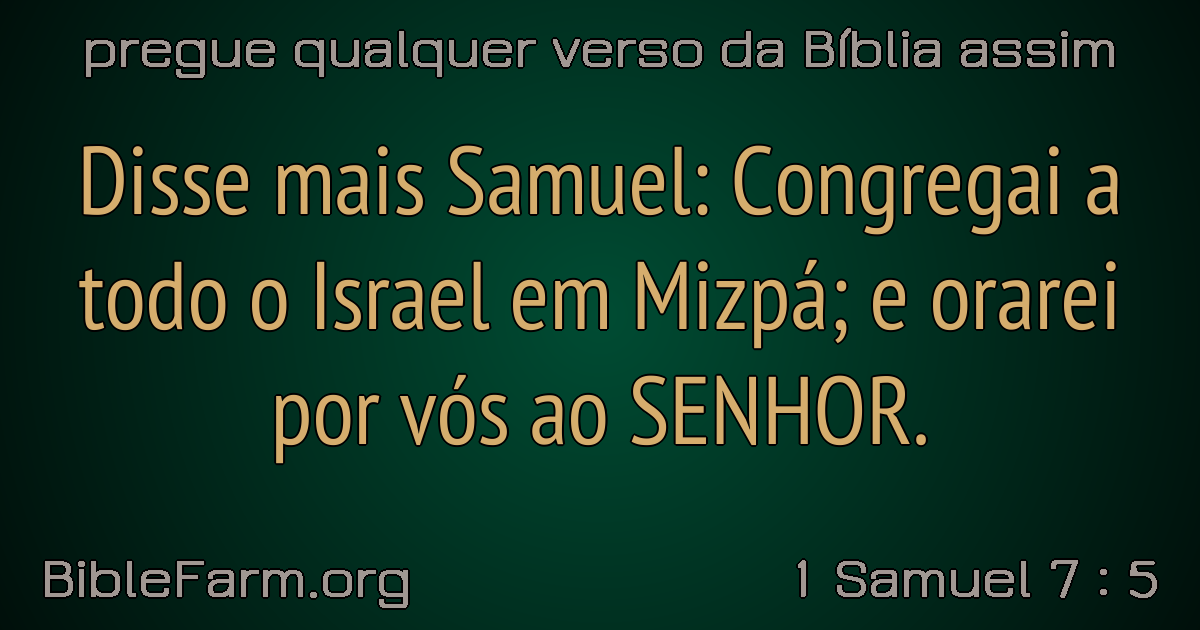 pregue qualquer verso da Bíblia assim
Disse mais Samuel: Congregai a
todo o Israel em Mizpá; e orarei
por vós ao SENHOR.
BibleFarm.org
1 Samuel 7 : 5